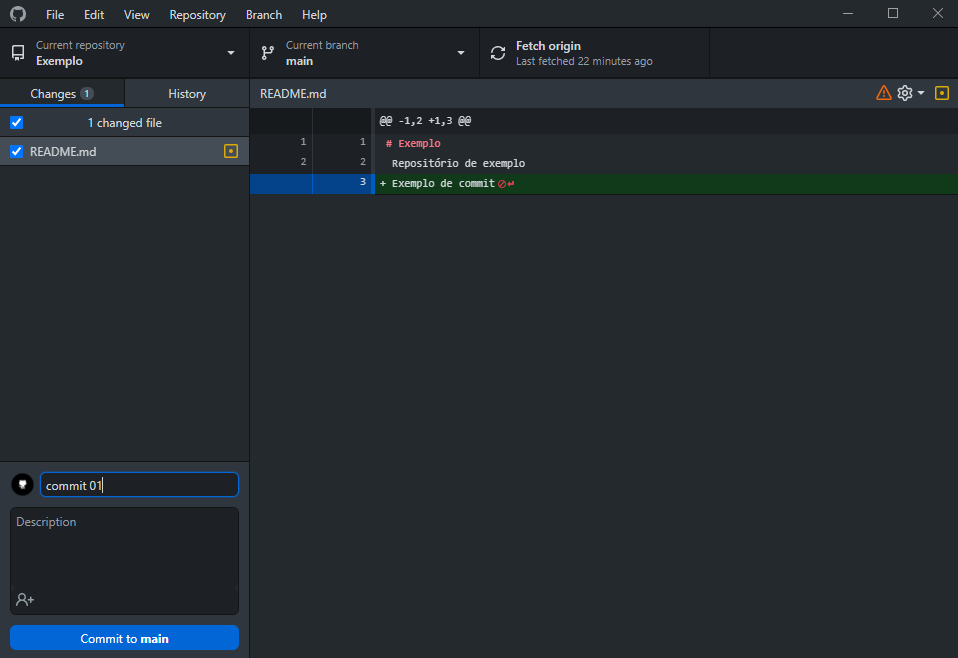 File Edit View Repository Branch Help
Current repository
Exemplo
Current branch
main
Fetch origin
Last fetched 22 minutes ago
Changes 1 History
1 changed file
README.md
README.md
@@ -1,2 +1,3 @@
1 1 # Exemplo
2 2 Repositório de exemplo
3 + Exemplo de commit
commit 01
Description
Commit to main